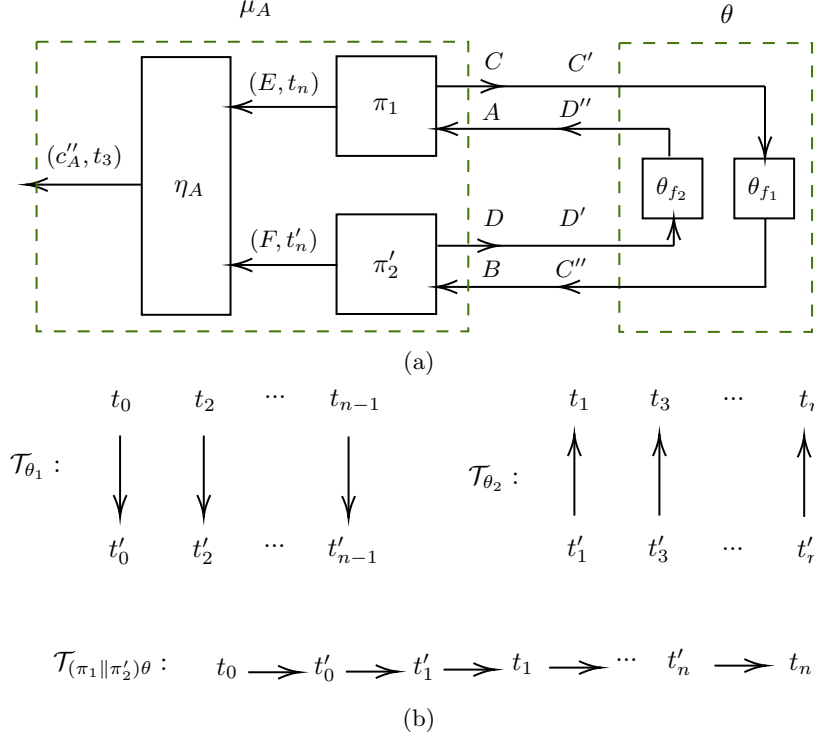 μ_A θ
C C′
(E, t_n) π_1 A D″
(c″_A, t_3) η_A θ_{f_2} θ_{f_1}
(F, t′_n) π′_2 D D′
B C″
(a)
t_0 t_2 ... t_{n−1} t_1 t_3 ...
𝒯_{θ_1} : 𝒯_{θ_2} :
t′_0 t′_2 ... t′_{n−1} t′_1 t′_3 ...
𝒯_{(π_1∥π′_2)θ} : t_0 t′_0 t′_1 t_1 ... t′_n t_n
(b)